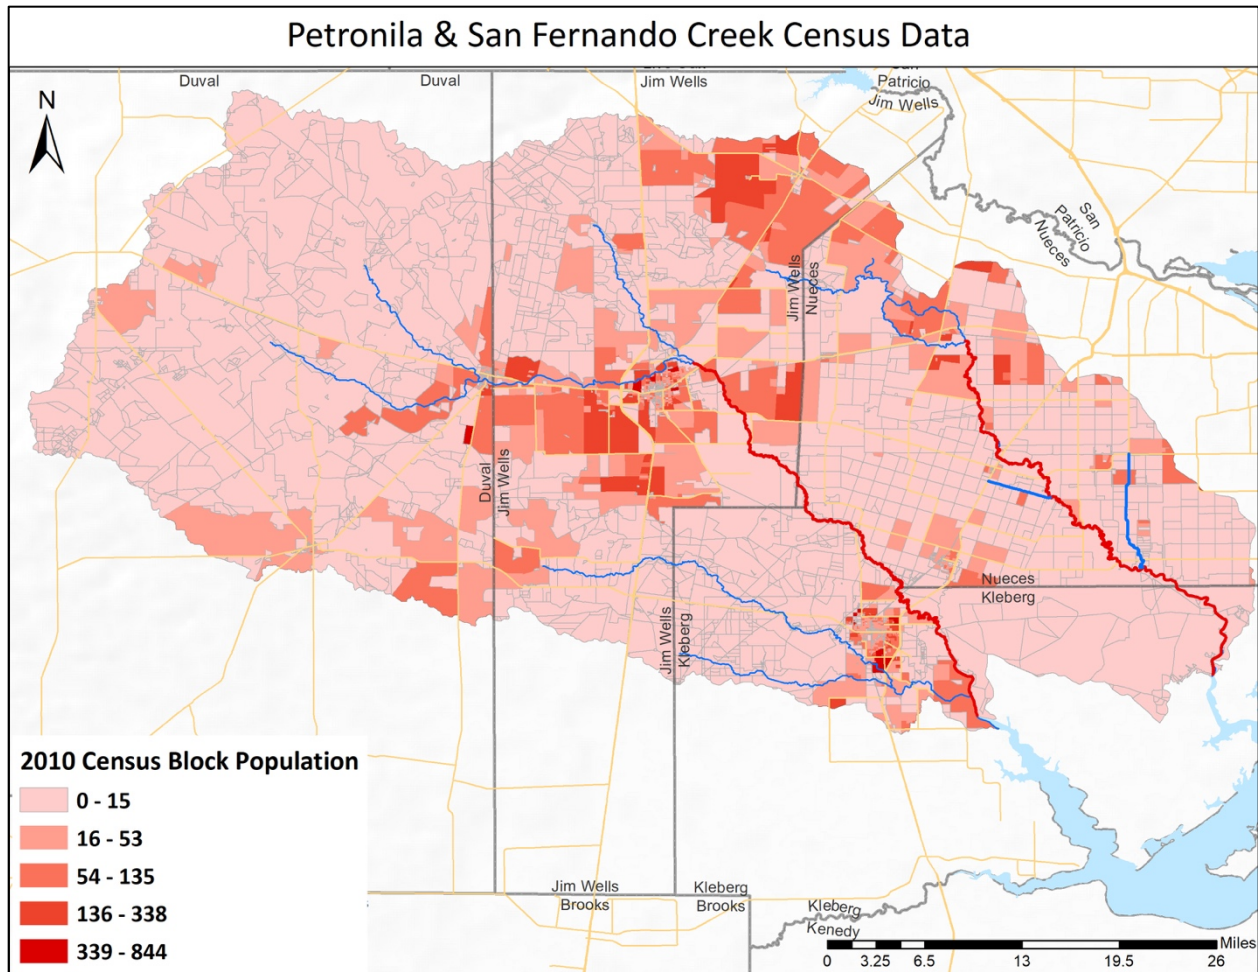 Petronila & San Fernando Creek Census Data
Duval
Duval
Jim Wells
Patricio
Jim Wells
N
San
Patricio
Nueces
Jim Wells
Nueces
Duval
Jim Wells
Nueces
Kleberg
Jim Wells
Kleberg
2010 Census Block Population
0 - 15
16 - 53
54 - 135
136 - 338
339 - 844
Jim Wells
Brooks
Kleberg
Brooks
Kleberg
Kenedy
Miles
0 3.25 6.5 13 19.5 26